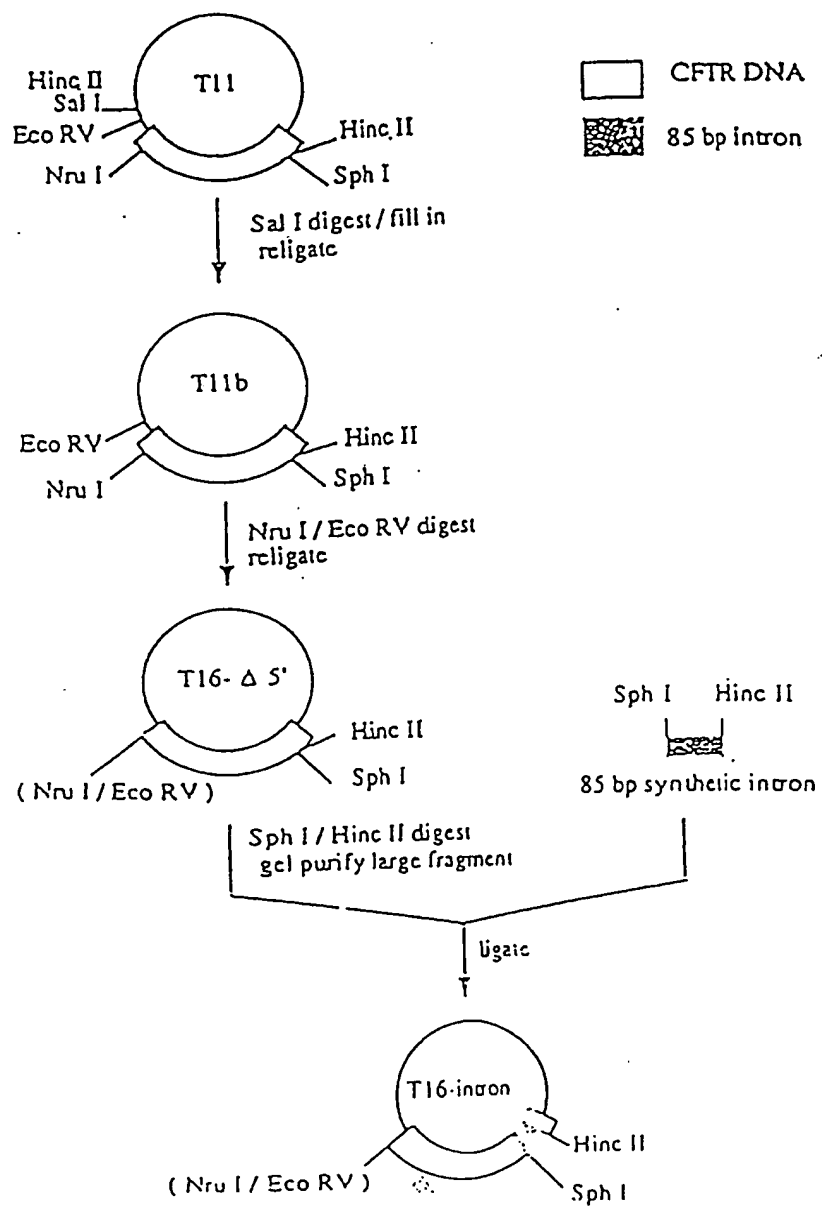 T11
CFTR DNA
Hinc II
Sal I
Eco RV
Hinc II
85 bp intron
Nru I
Sph I
Sal I digest / fill in
religate
T11b
Eco RV
Hinc II
Nru I
Sph I
Nru I / Eco RV digest
religate
T16- Δ 5'
Sph I
Hinc II
Hinc II
Sph I
( Nru I / Eco RV )
85 bp synthetic intron
Sph I / Hinc II digest
gel purify large fragment
ligate
T16-intron
Hinc II
( Nru I / Eco RV )
Sph I